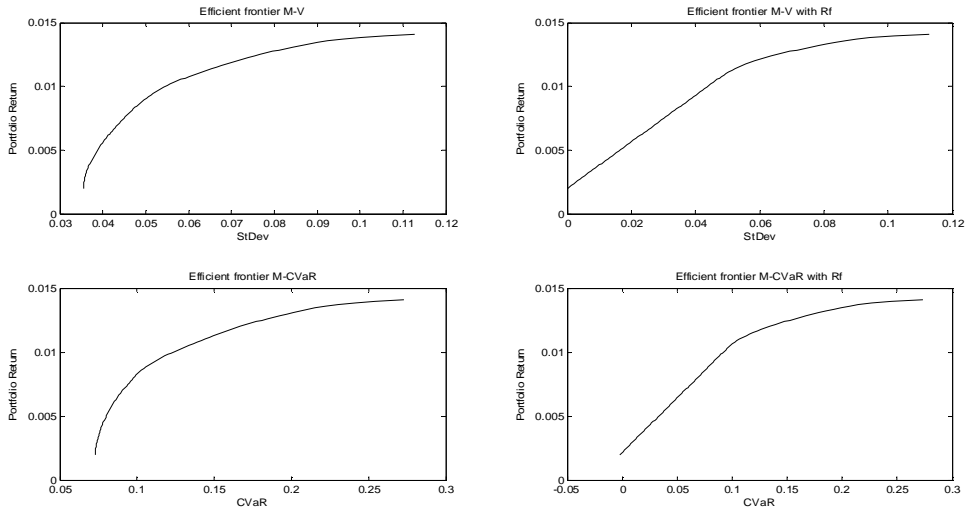 Efficient frontier M-V
0.015
0.01
0.005
0
Portfolio Return
0.03 0.04 0.05 0.06 0.07 0.08 0.09 0.1 0.11 0.12
StDev
Efficient frontier M-V with Rf
0.015
0.01
0.005
0
Portfolio Return
0 0.02 0.04 0.06 0.08 0.1 0.12
StDev
Efficient frontier M-CVaR
0.015
0.01
0.005
0
Portfolio Return
0.05 0.1 0.15 0.2 0.25 0.3
CVaR
Efficient frontier M-CVaR with Rf
0.015
0.01
0.005
0
Portfolio Return
-0.05 0 0.05 0.1 0.15 0.2 0.25 0.3
CVaR